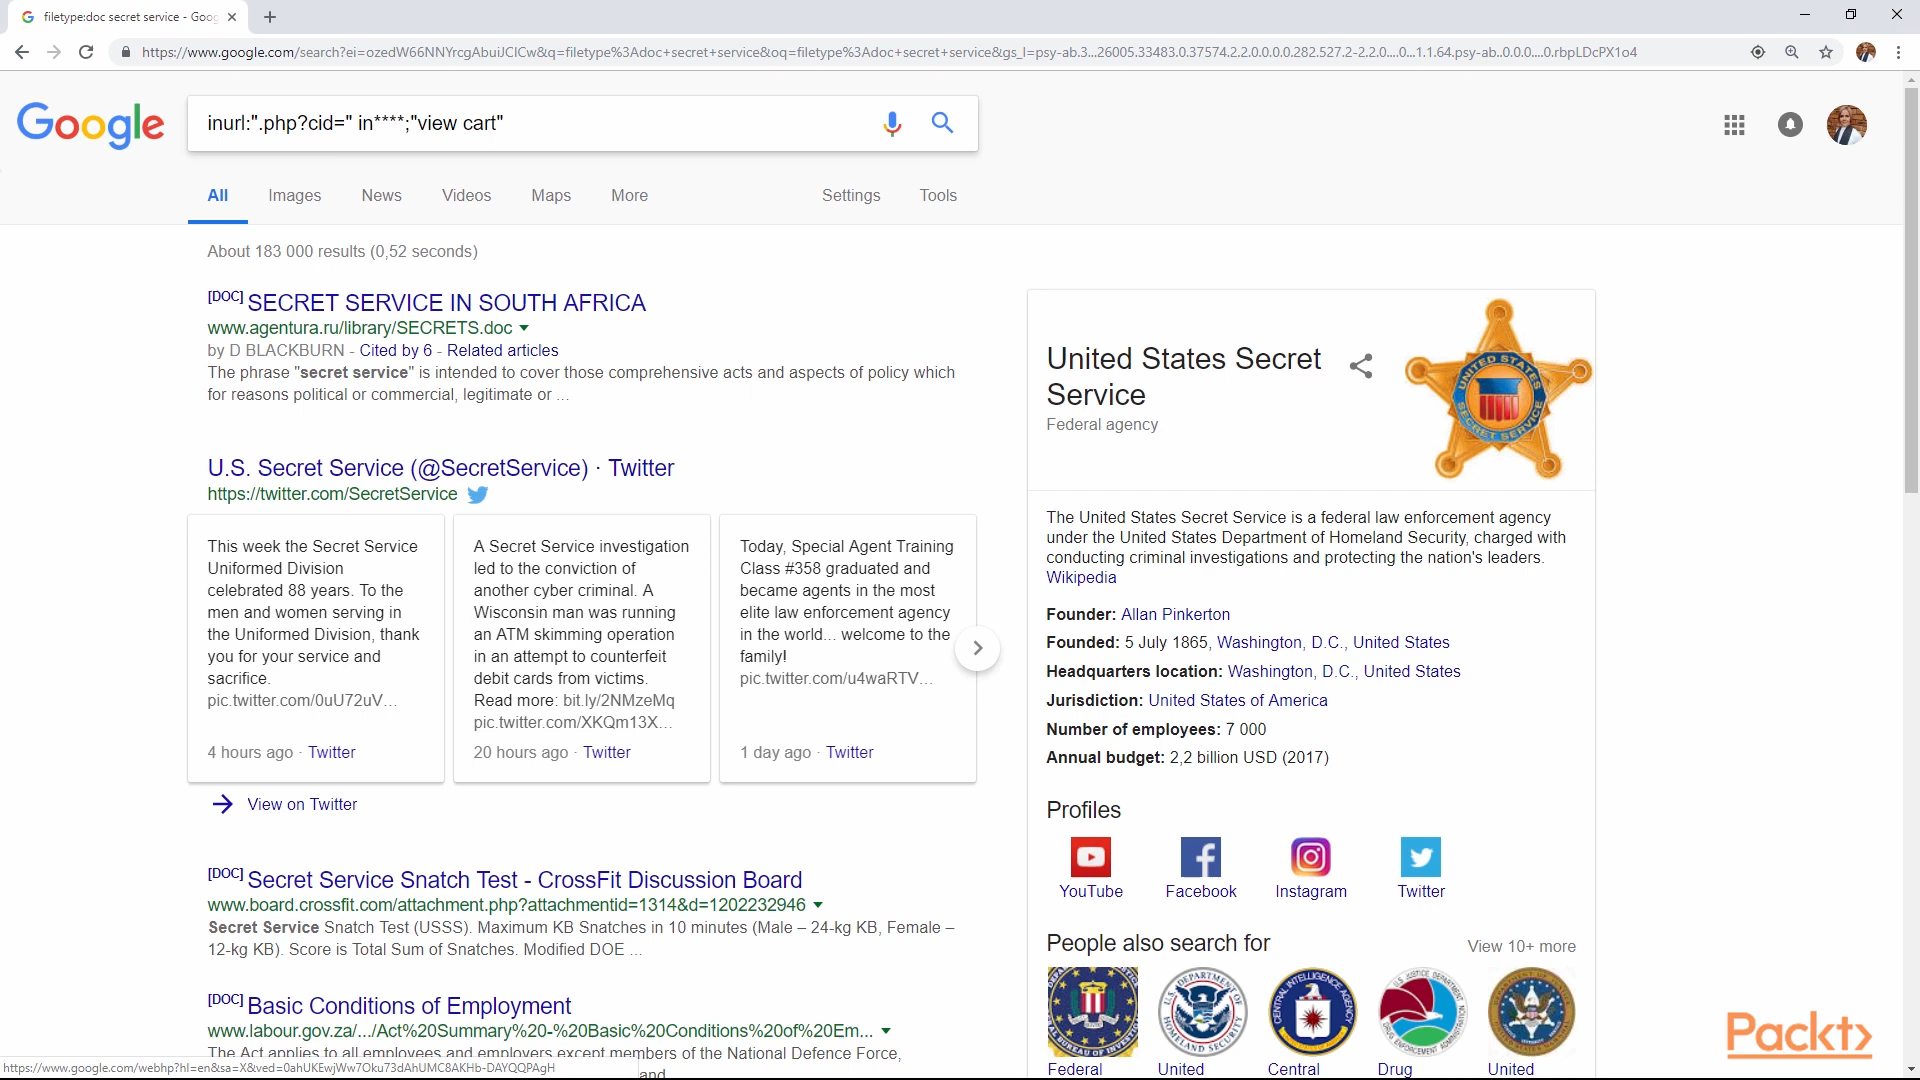 filetype:doc secret service - Goog
https://www.google.com/search?ei=ozedW66NNYrcgAbuiJCICw&q=filetype%3Adoc+secret+service&oq=filetype%3Adoc+secret+service&gs_l=psy-ab.3...26005.33483.0.37574.2.2.0.0.0.0.282.527.2-2.2.0....0...1.1.64.psy-ab..0.0.0....0.rbpLDcPX1o4
Google
inurl:".php?cid=" in****;"view cart"
All Images News Videos Maps More Settings Tools
About 183 000 results (0,52 seconds)
[DOC] SECRET SERVICE IN SOUTH AFRICA
www.agentura.ru/library/SECRETS.doc
by D BLACKBURN - Cited by 6 - Related articles
The phrase "secret service" is intended to cover those comprehensive acts and aspects of policy which
for reasons political or commercial, legitimate or ...
U.S. Secret Service (@SecretService) · Twitter
https://twitter.com/SecretService
This week the Secret Service
Uniformed Division
celebrated 88 years. To the
men and women serving in
the Uniformed Division, thank
you for your service and
sacrifice.
pic.twitter.com/0uU72uV...
4 hours ago · Twitter
A Secret Service investigation
led to the conviction of
another cyber criminal. A
Wisconsin man was running
an ATM skimming operation
in an attempt to counterfeit
debit cards from victims.
Read more: bit.ly/2NMzeMq
pic.twitter.com/XKQm13X...
20 hours ago · Twitter
Today, Special Agent Training
Class #358 graduated and
became agents in the most
elite law enforcement agency
in the world... welcome to the
family!
pic.twitter.com/u4waRTV...
1 day ago · Twitter
View on Twitter
[DOC] Secret Service Snatch Test - CrossFit Discussion Board
www.board.crossfit.com/attachment.php?attachmentid=1314&d=1202232946
Secret Service Snatch Test (USSS). Maximum KB Snatches in 10 minutes (Male – 24-kg KB, Female –
12-kg KB). Score is Total Sum of Snatches. Modified DOE ...
[DOC] Basic Conditions of Employment
www.labour.gov.za/.../Act%20Summary%20-%20Basic%20Conditions%20of%20Em...
The Act applies to all employees and employers except members of the National Defence Force,
and
https://www.google.com/webhp?hl=en&sa=X&ved=0ahUKEwjWw7Oku73dAhUMC8AKHb-DAYQQPAgH
United States Secret
Service
Federal agency
UNITED STATES
SECRET SERVICE
The United States Secret Service is a federal law enforcement agency
under the United States Department of Homeland Security, charged with
conducting criminal investigations and protecting the nation's leaders.
Wikipedia
Founder: Allan Pinkerton
Founded: 5 July 1865, Washington, D.C., United States
Headquarters location: Washington, D.C., United States
Jurisdiction: United States of America
Number of employees: 7 000
Annual budget: 2,2 billion USD (2017)
Profiles
YouTube Facebook Instagram Twitter
People also search for View 10+ more
Federal United Central Drug United
Packt>